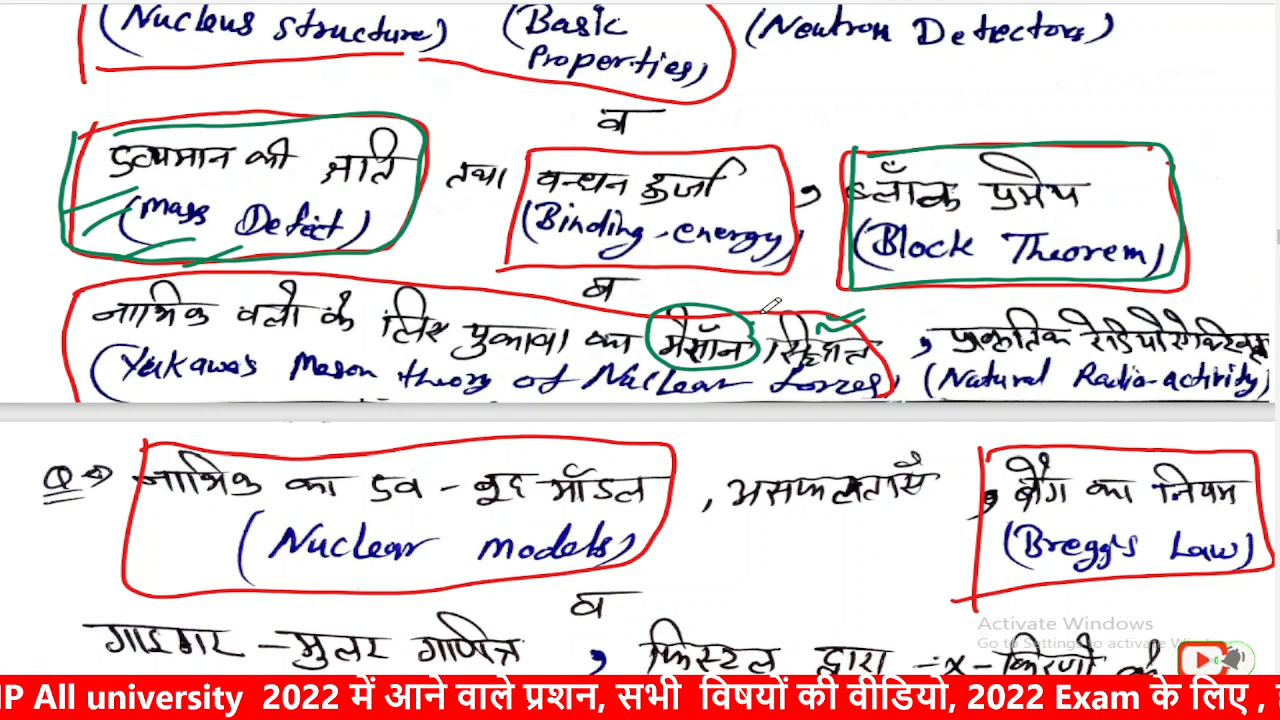 (Nucleus structure) (Basic Properties) (Neutron Detectors)
व
द्रव्यमान की क्षति तथा बन्धन ऊर्जा , ब्लॉक प्रमेय
(Mass Defect) (Binding-energy) (Block Theorem)
व
नाभिक बलों के लिए युकावा का मेसॉन सिद्धांत , प्राकृतिक रेडियोऐक्टिवता
(Yukawa's Meson theory of Nuclear forces, (Natural Radio-activity)
Q → नाभिक का द्रव - बूंद मॉडल , असफलतायें , ब्रैग का नियम
(Nuclear models) (Bregg's Law)
व
गाइगर - मुलर गणित्र , क्रिस्टल द्वारा -x- किरणों के
Activate Windows
Go to Settings to activate Windows.
IP All university 2022 में आने वाले प्रशन, सभी विषयों की वीडियो, 2022 Exam के लिए ,